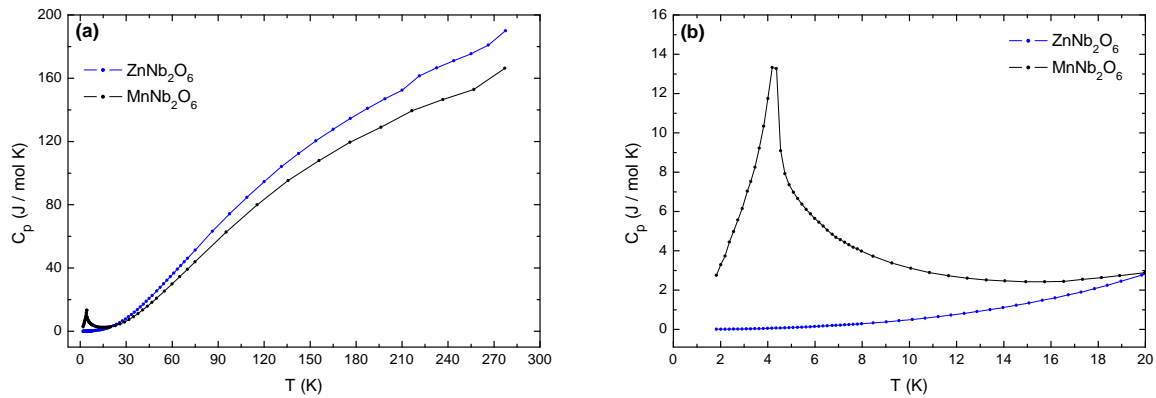 (a)
ZnNb2O6
MnNb2O6
Cp (J / mol K)
200
160
120
80
40
0
0 30 60 90 120 150 180 210 240 270 300
T (K)
(b)
ZnNb2O6
MnNb2O6
Cp (J / mol K)
16
14
12
10
8
6
4
2
0
0 2 4 6 8 10 12 14 16 18 20
T (K)